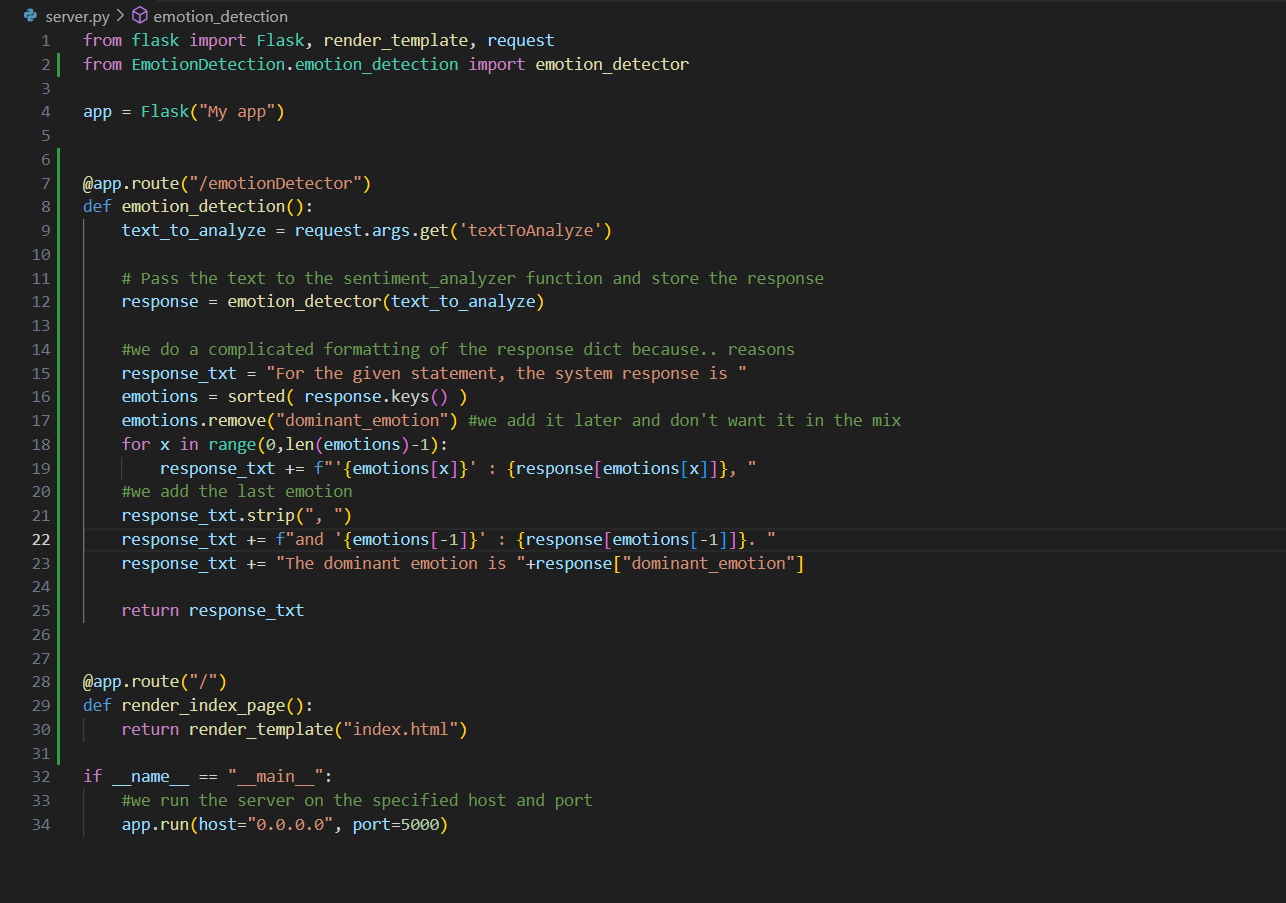 server.py > emotion_detection
1 from flask import Flask, render_template, request
2 from EmotionDetection.emotion_detection import emotion_detector
3
4 app = Flask("My app")
5
6
7 @app.route("/emotionDetector")
8 def emotion_detection():
9     text_to_analyze = request.args.get('textToAnalyze')
10
11     # Pass the text to the sentiment_analyzer function and store the response
12     response = emotion_detector(text_to_analyze)
13
14     #we do a complicated formatting of the response dict because.. reasons
15     response_txt = "For the given statement, the system response is "
16     emotions = sorted( response.keys() )
17     emotions.remove("dominant_emotion") #we add it later and don't want it in the mix
18     for x in range(0,len(emotions)-1):
19         response_txt += f"'{emotions[x]}' : {response[emotions[x]]}, "
20     #we add the last emotion
21     response_txt.strip(", ")
22     response_txt += f"and '{emotions[-1]}' : {response[emotions[-1]]}. "
23     response_txt += "The dominant emotion is "+response["dominant_emotion"]
24
25     return response_txt
26
27
28 @app.route("/")
29 def render_index_page():
30     return render_template("index.html")
31
32 if __name__ == "__main__":
33     #we run the server on the specified host and port
34     app.run(host="0.0.0.0", port=5000)